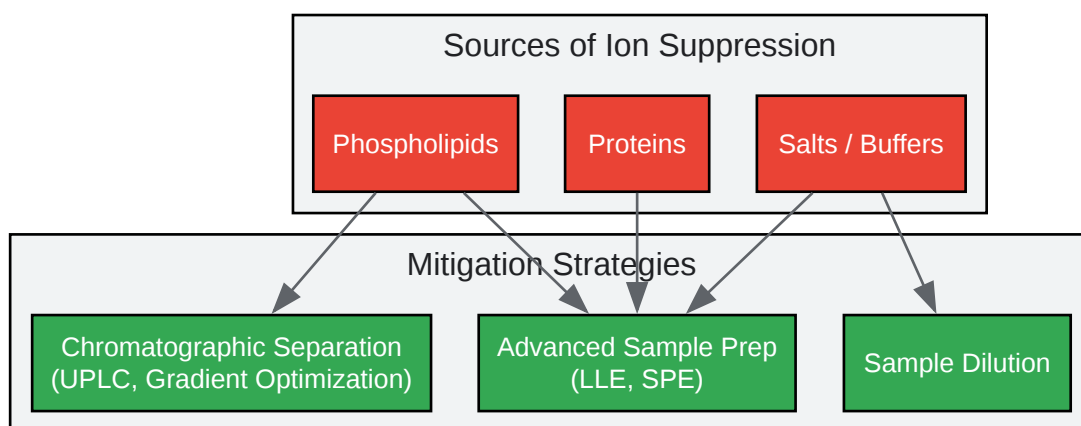 Sources of Ion Suppression
Phospholipids
Proteins
Salts / Buffers
Mitigation Strategies
Chromatographic Separation
(UPLC, Gradient Optimization)
Advanced Sample Prep
(LLE, SPE)
Sample Dilution